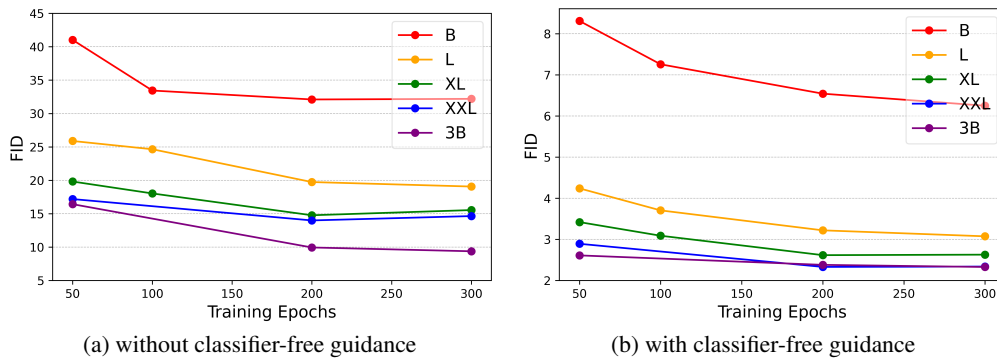 45
40
35
30
25
20
15
10
5
FID
B
L
XL
XXL
3B
50
100
150
200
250
300
Training Epochs
(a) without classifier-free guidance
8
7
6
5
4
3
2
FID
B
L
XL
XXL
3B
50
100
150
200
250
300
Training Epochs
(b) with classifier-free guidance